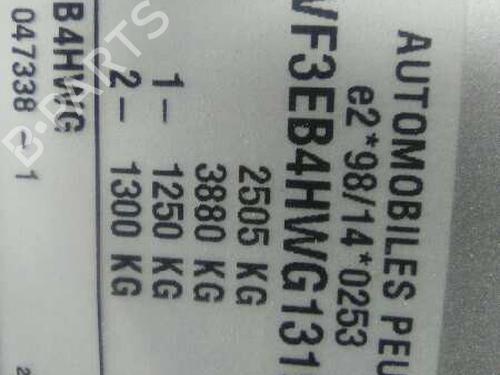 AUTOMOBILES PEU
e2*98/14*0253
VF3EB4HWG131
2505 KG
3880 KG
1- 1250 KG
2- 1300 KG
B4HWG
047338 - 1
2
B-PARTS